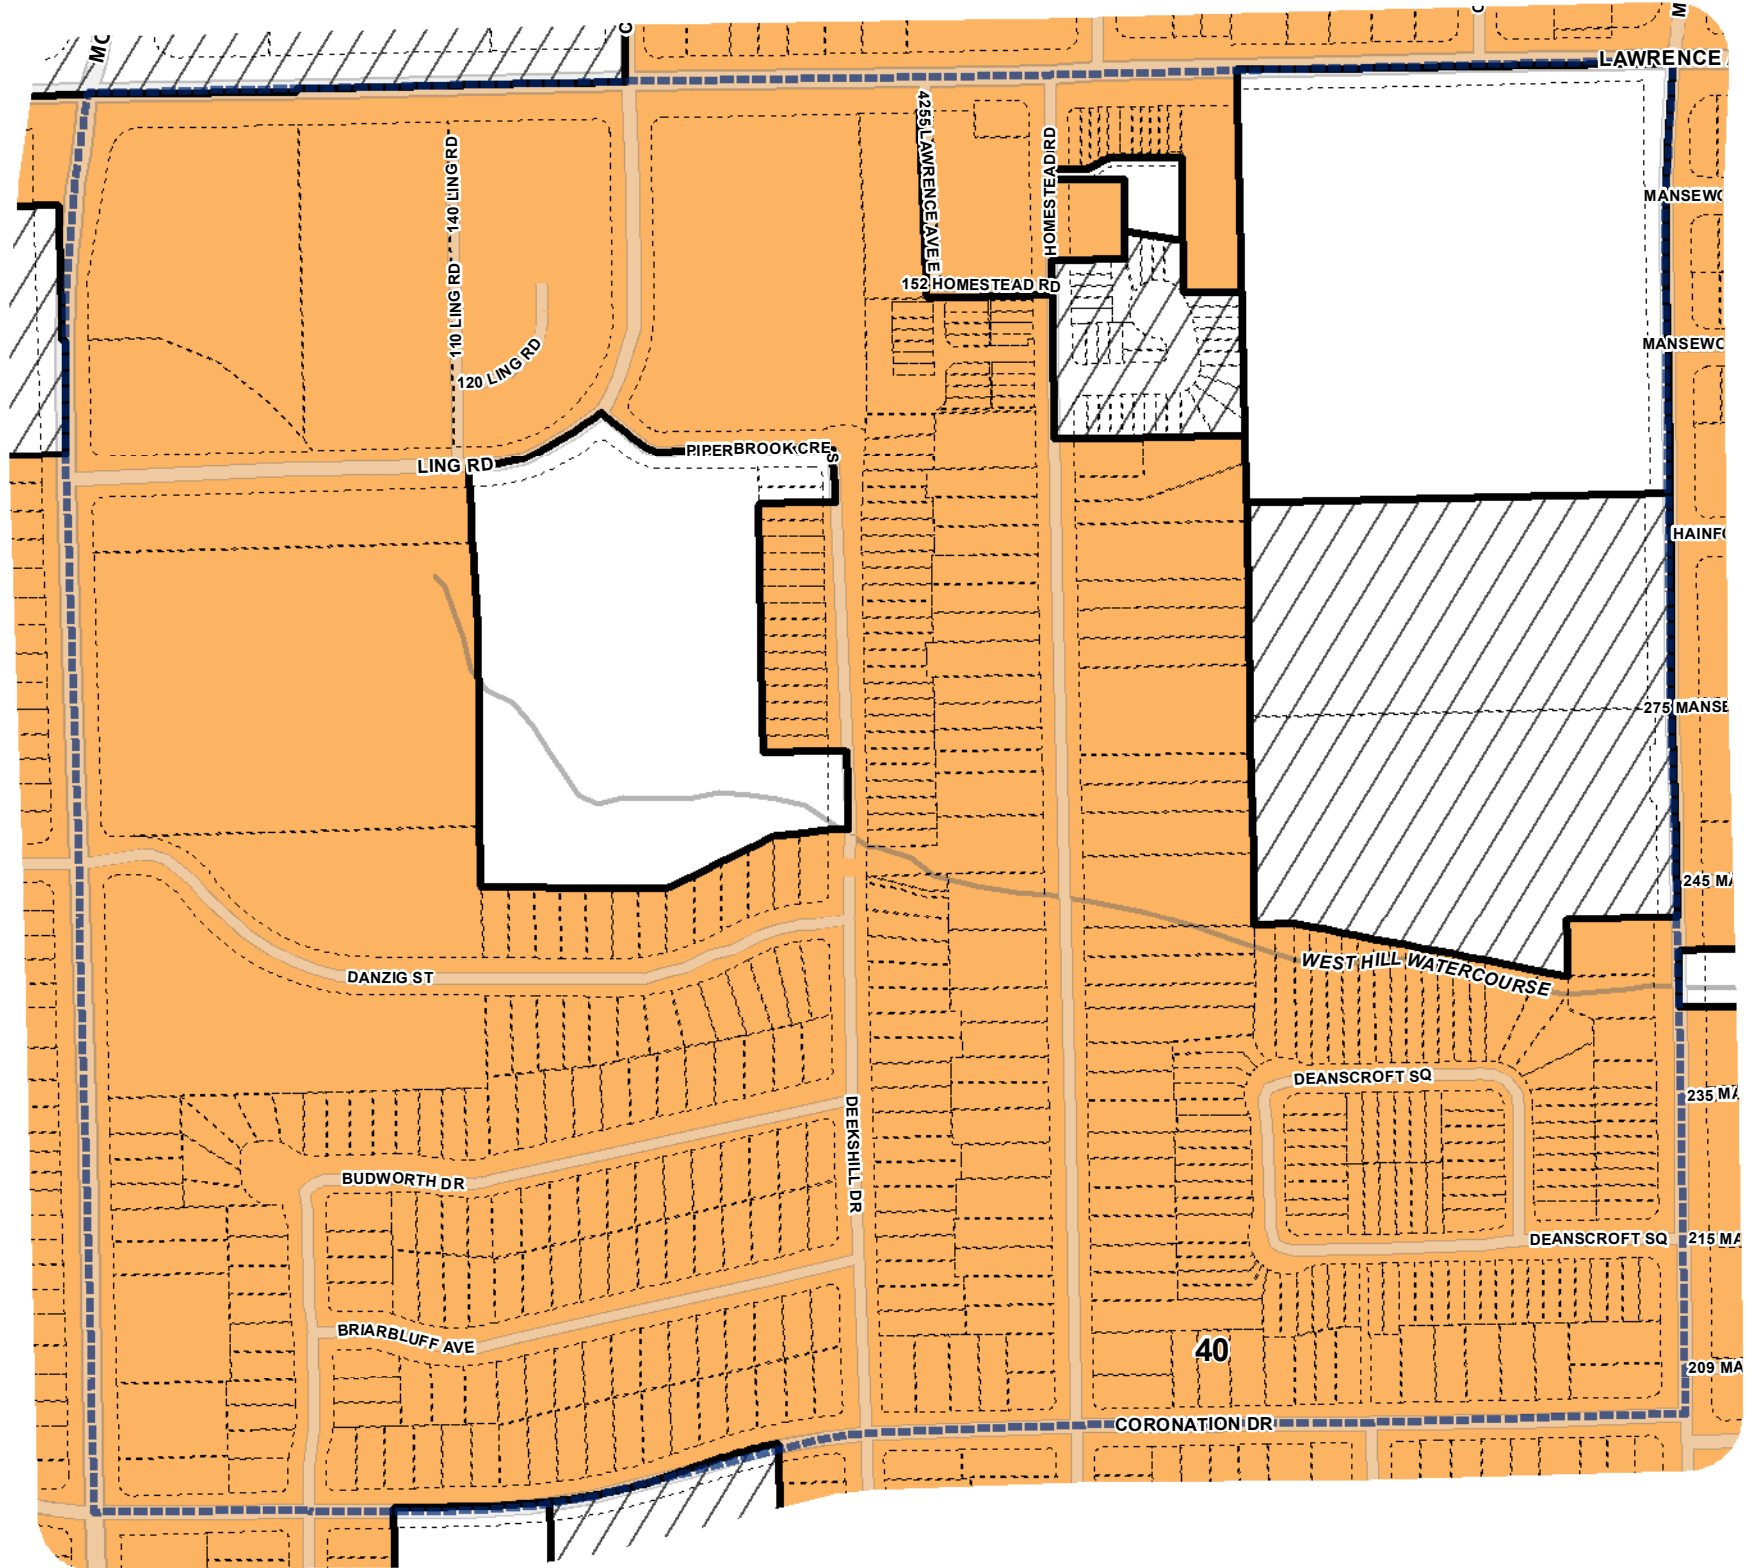 MC
C
C
M
LAWRENCE
4255 LAWRENCE AVE E
HOMESTEAD RD
140 LING RD
110 LING RD
120 LING RD
152 HOMESTEAD RD
MANSEWO
MANSEWO
LING RD
PIPERBROOK CRES
HAINFO
275 MANSE
245 MA
DANZIG ST
WEST HILL WATERCOURSE
DEANSCROFT SQ
235 MA
DEEKSHILL DR
BUDWORTH DR
DEANSCROFT SQ
215 MA
BRIARBLUFF AVE
40
209 MA
CORONATION DR